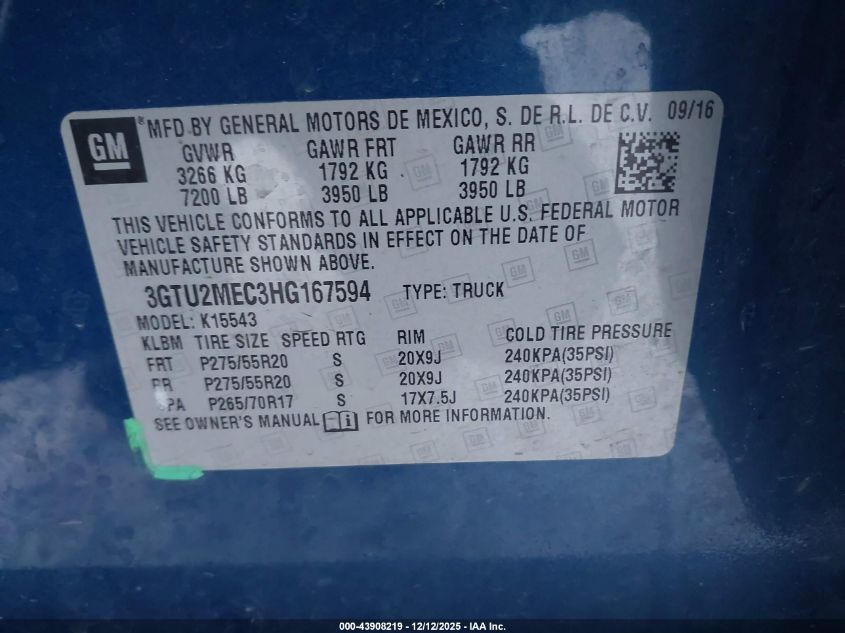 GM ® MFD BY GENERAL MOTORS DE MEXICO, S. DE R.L. DE C.V. 09/16
GVWR GAWR FRT GAWR RR
3266 KG 1792 KG 1792 KG
7200 LB 3950 LB 3950 LB
THIS VEHICLE CONFORMS TO ALL APPLICABLE U.S. FEDERAL MOTOR
VEHICLE SAFETY STANDARDS IN EFFECT ON THE DATE OF
MANUFACTURE SHOWN ABOVE.
3GTU2MEC3HG167594 TYPE: TRUCK
MODEL: K15543
KLBM TIRE SIZE SPEED RTG RIM COLD TIRE PRESSURE
FRT P275/55R20 S 20X9J 240KPA(35PSI)
RR P275/55R20 S 20X9J 240KPA(35PSI)
PA P265/70R17 S 17X7.5J 240KPA(35PSI)
SEE OWNER'S MANUAL FOR MORE INFORMATION.
000-43908219 - 12/12/2025 - IAA Inc.